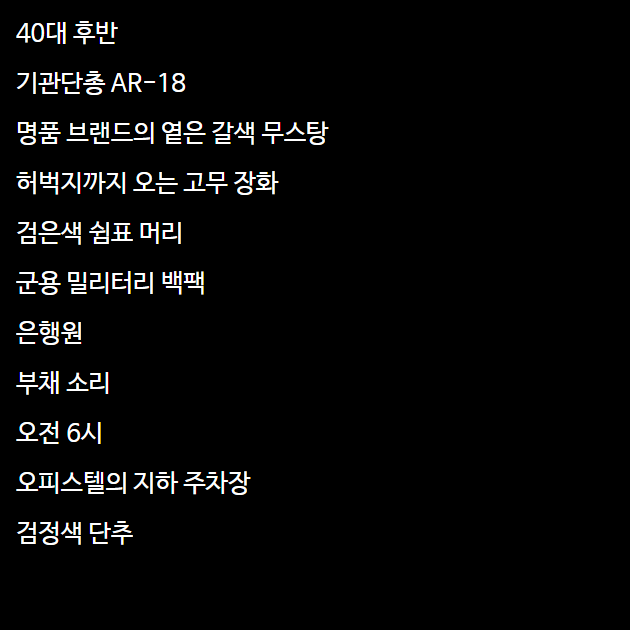 40대 후반
기관단총 AR-18
명품 브랜드의 옅은 갈색 무스탕
허벅지까지 오는 고무 장화
검은색 쉼표 머리
군용 밀리터리 백팩
은행원
부채 소리
오전 6시
오피스텔의 지하 주차장
검정색 단추